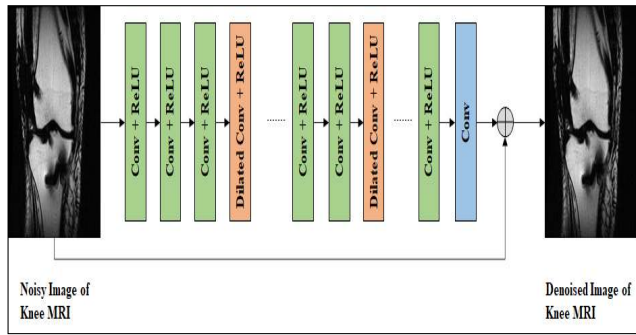 Conv + ReLU
Conv + ReLU
Conv + ReLU
Dilated Conv + ReLU
........
Conv + ReLU
Conv + ReLU
Dilated Conv + ReLU
........
Conv + ReLU
Conv
Noisy Image of
Knee MRI
Denoised Image of
Knee MRI